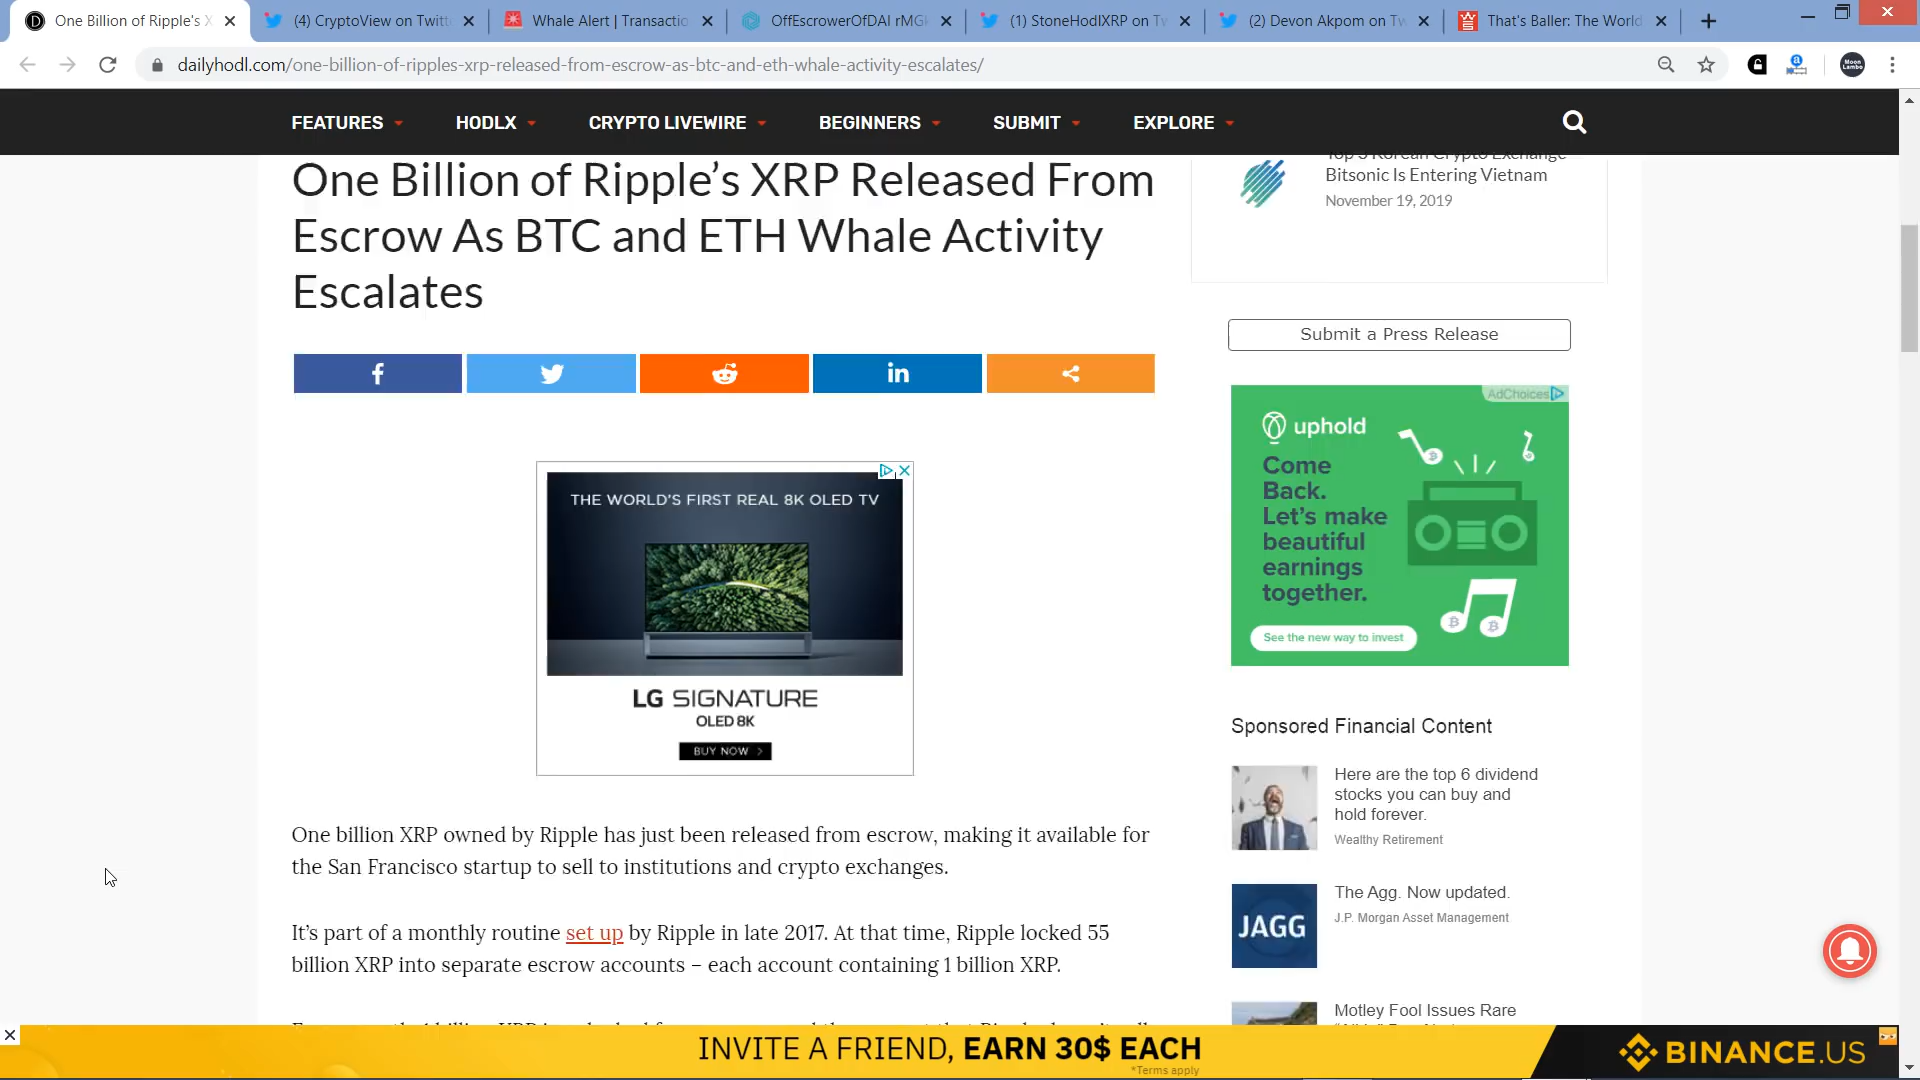 One Billion of Ripple's X
(4) CryptoView on Twitt
Whale Alert | Transactio
OffEscrowerOfDAI rMG
(1) StoneHodlXRP on Tw
(2) Devon Akpom on Tw
That's Baller: The World
dailyhodl.com/one-billion-of-ripples-xrp-released-from-escrow-as-btc-and-eth-whale-activity-escalates/
FEATURES HODLX CRYPTO LIVEWIRE BEGINNERS SUBMIT EXPLORE
One Billion of Ripple’s XRP Released From
Escrow As BTC and ETH Whale Activity
Escalates
THE WORLD'S FIRST REAL 8K OLED TV
LG SIGNATURE
OLED 8K
BUY NOW >
One billion XRP owned by Ripple has just been released from escrow, making it available for
the San Francisco startup to sell to institutions and crypto exchanges.
It’s part of a monthly routine set up by Ripple in late 2017. At that time, Ripple locked 55
billion XRP into separate escrow accounts – each account containing 1 billion XRP.
Top 3 Korean Crypto Exchange
Bitsonic Is Entering Vietnam
November 19, 2019
Submit a Press Release
AdChoices
uphold
Come
Back.
Let's make
beautiful
earnings
together.
See the new way to invest
Sponsored Financial Content
Here are the top 6 dividend
stocks you can buy and
hold forever.
Wealthy Retirement
JAGG
The Agg. Now updated.
J.P. Morgan Asset Management
Motley Fool Issues Rare
INVITE A FRIEND, EARN 30$ EACH
*Terms apply
BINANCE.US